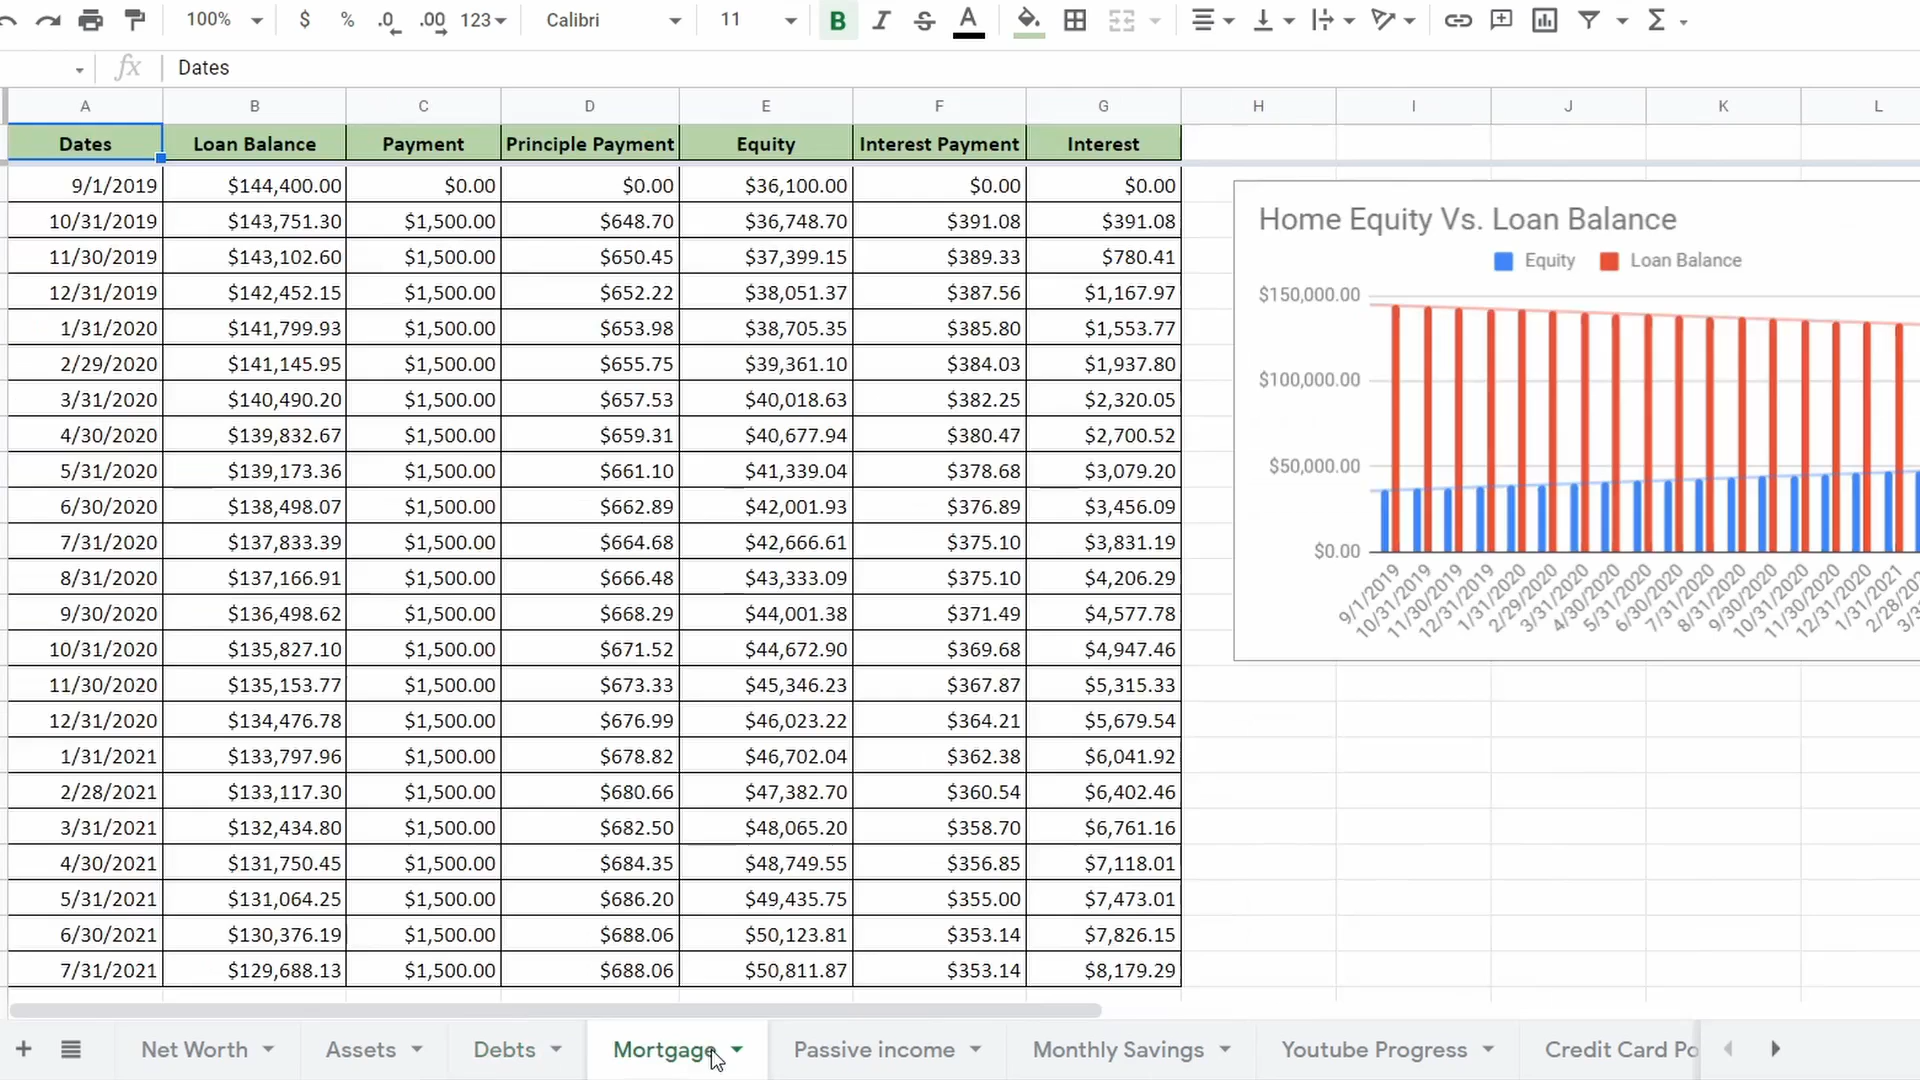 100% $ % .0 .00 123 Calibri 11 B I S A Σ
fx Dates
A B C D E F G H I J K L
Dates Loan Balance Payment Principle Payment Equity Interest Payment Interest
9/1/2019 $144,400.00 $0.00 $0.00 $36,100.00 $0.00 $0.00
10/31/2019 $143,751.30 $1,500.00 $648.70 $36,748.70 $391.08 $391.08
11/30/2019 $143,102.60 $1,500.00 $650.45 $37,399.15 $389.33 $780.41
12/31/2019 $142,452.15 $1,500.00 $652.22 $38,051.37 $387.56 $1,167.97
1/31/2020 $141,799.93 $1,500.00 $653.98 $38,705.35 $385.80 $1,553.77
2/29/2020 $141,145.95 $1,500.00 $655.75 $39,361.10 $384.03 $1,937.80
3/31/2020 $140,490.20 $1,500.00 $657.53 $40,018.63 $382.25 $2,320.05
4/30/2020 $139,832.67 $1,500.00 $659.31 $40,677.94 $380.47 $2,700.52
5/31/2020 $139,173.36 $1,500.00 $661.10 $41,339.04 $378.68 $3,079.20
6/30/2020 $138,498.07 $1,500.00 $662.89 $42,001.93 $376.89 $3,456.09
7/31/2020 $137,833.39 $1,500.00 $664.68 $42,666.61 $375.10 $3,831.19
8/31/2020 $137,166.91 $1,500.00 $666.48 $43,333.09 $375.10 $4,206.29
9/30/2020 $136,498.62 $1,500.00 $668.29 $44,001.38 $371.49 $4,577.78
10/31/2020 $135,827.10 $1,500.00 $671.52 $44,672.90 $369.68 $4,947.46
11/30/2020 $135,153.77 $1,500.00 $673.33 $45,346.23 $367.87 $5,315.33
12/31/2020 $134,476.78 $1,500.00 $676.99 $46,023.22 $364.21 $5,679.54
1/31/2021 $133,797.96 $1,500.00 $678.82 $46,702.04 $362.38 $6,041.92
2/28/2021 $133,117.30 $1,500.00 $680.66 $47,382.70 $360.54 $6,402.46
3/31/2021 $132,434.80 $1,500.00 $682.50 $48,065.20 $358.70 $6,761.16
4/30/2021 $131,750.45 $1,500.00 $684.35 $48,749.55 $356.85 $7,118.01
5/31/2021 $131,064.25 $1,500.00 $686.20 $49,435.75 $355.00 $7,473.01
6/30/2021 $130,376.19 $1,500.00 $688.06 $50,123.81 $353.14 $7,826.15
7/31/2021 $129,688.13 $1,500.00 $688.06 $50,811.87 $353.14 $8,179.29
Home Equity Vs. Loan Balance
Equity Loan Balance
$150,000.00
$100,000.00
$50,000.00
$0.00
9/1/2019 10/31/2019 11/30/2019 12/31/2019 1/31/2020 2/29/2020 3/31/2020 4/30/2020 5/31/2020 6/30/2020 7/31/2020 8/31/2020 9/30/2020 10/31/2020 11/30/2020 12/31/2020 1/31/2021 2/28/202 3/3
+ Net Worth Assets Debts Mortgage Passive income Monthly Savings Youtube Progress Credit Card Po